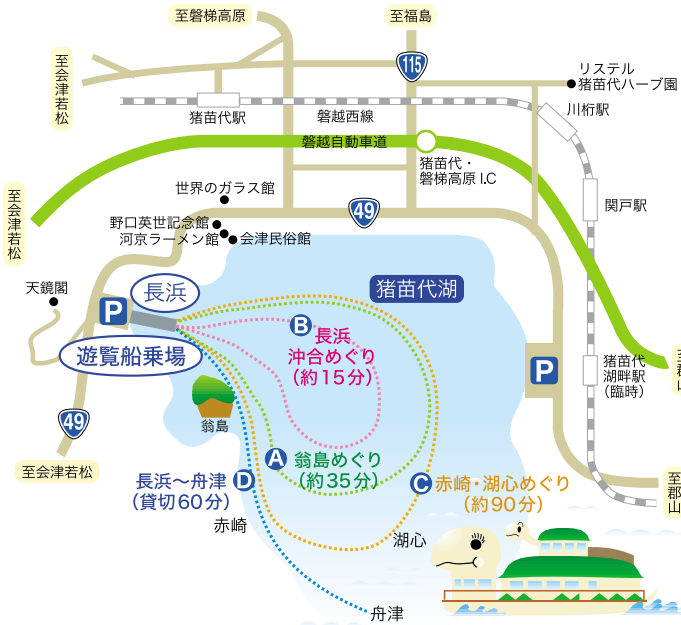 至磐梯高原
至福島
至会津若松
115
リステル
猪苗代ハーブ園
猪苗代駅
磐越西線
川桁駅
磐越自動車道
猪苗代・
磐梯高原 I.C
世界のガラス館
至会津若松
49
関戸駅
野口英世記念館
河京ラーメン館
会津民俗館
天鏡閣
長浜
猪苗代湖
P
B
長浜
沖合めぐり
(約15分)
遊覧船乗場
P
猪苗代
湖畔駅
(臨時)
至郡山
翁島
49
A
翁島めぐり
(約35分)
至会津若松
長浜～舟津
(貸切60分)
D
C
赤崎・湖心めぐり
(約90分)
至郡山
赤崎
湖心
舟津